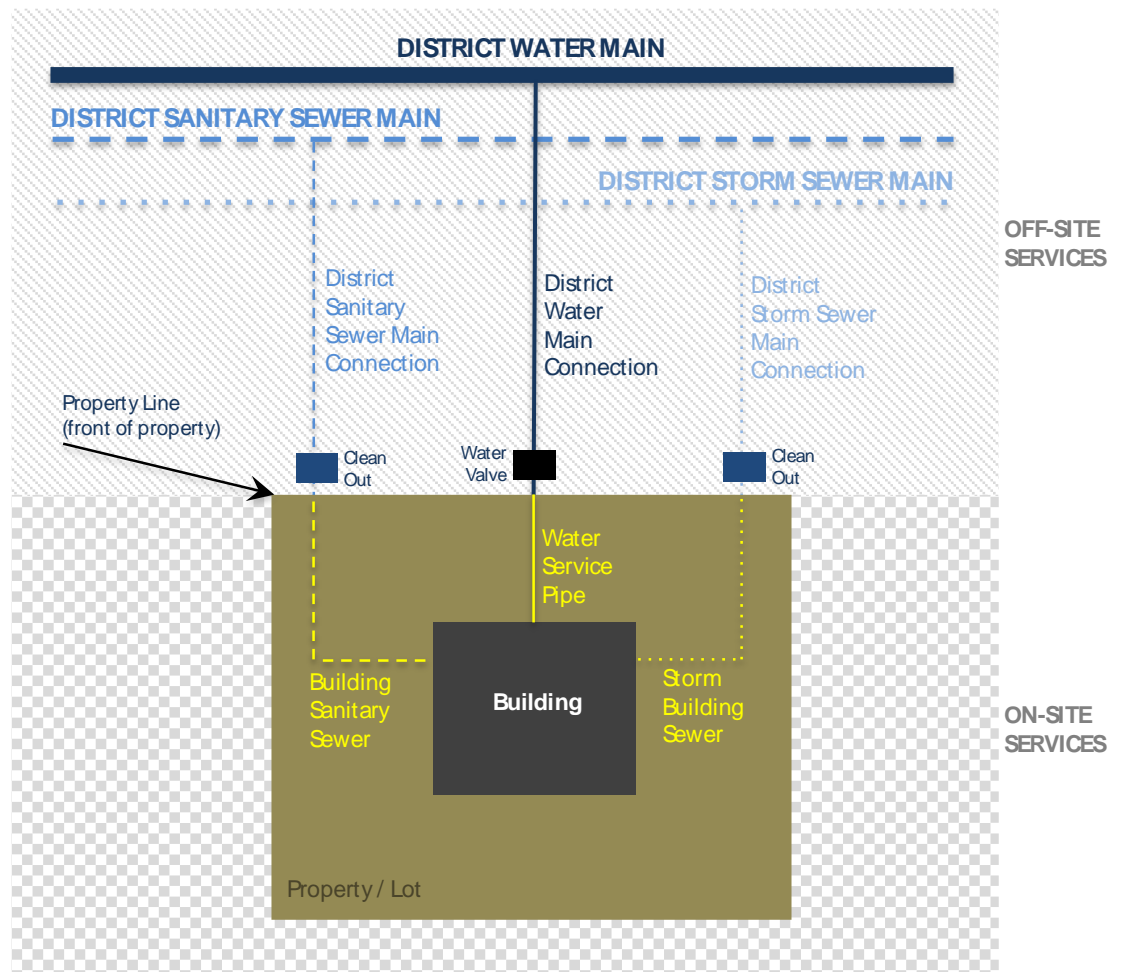 DISTRICT WATER MAIN
DISTRICT SANITARY SEWER MAIN
DISTRICT STORM SEWER MAIN
OFF-SITE
SERVICES
District
Sanitary
Sewer Main
Connection
District
Water
Main
Connection
District
Storm Sewer
Main
Connection
Property Line
(front of property)
Clean
Out
Water
Valve
Clean
Out
Water
Service
Pipe
Building
Sanitary
Sewer
Building
Storm
Building
Sewer
ON-SITE
SERVICES
Property / Lot